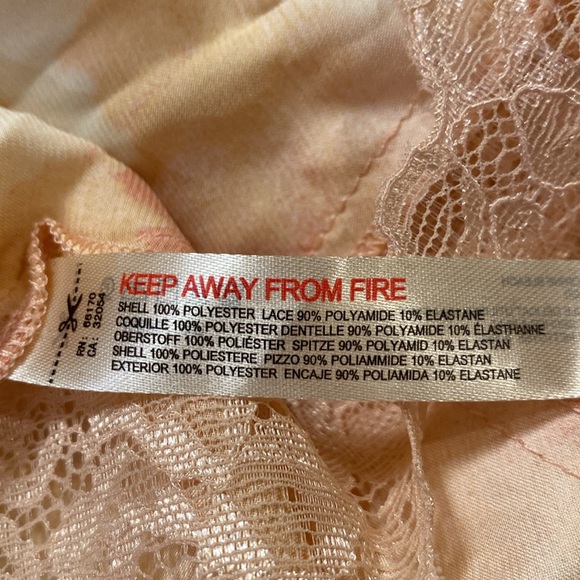 KEEP AWAY FROM FIRE
SHELL 100% POLYESTER LACE 90% POLYAMIDE 10% ELASTANE
COQUILLE 100% POLYESTER DENTELLE 90% POLYAMIDE 10% ÉLASTHANNE
OBERSTOFF 100% POLIÉSTER SPITZE 90% POLYAMID 10% ELASTAN
SHELL 100% POLIESTERE PIZZO 90% POLIAMMIDE 10% ELASTAN
EXTERIOR 100% POLYESTER ENCAJE 90% POLIAMIDA 10% ELASTANE
RN: 98170
CA: 32054